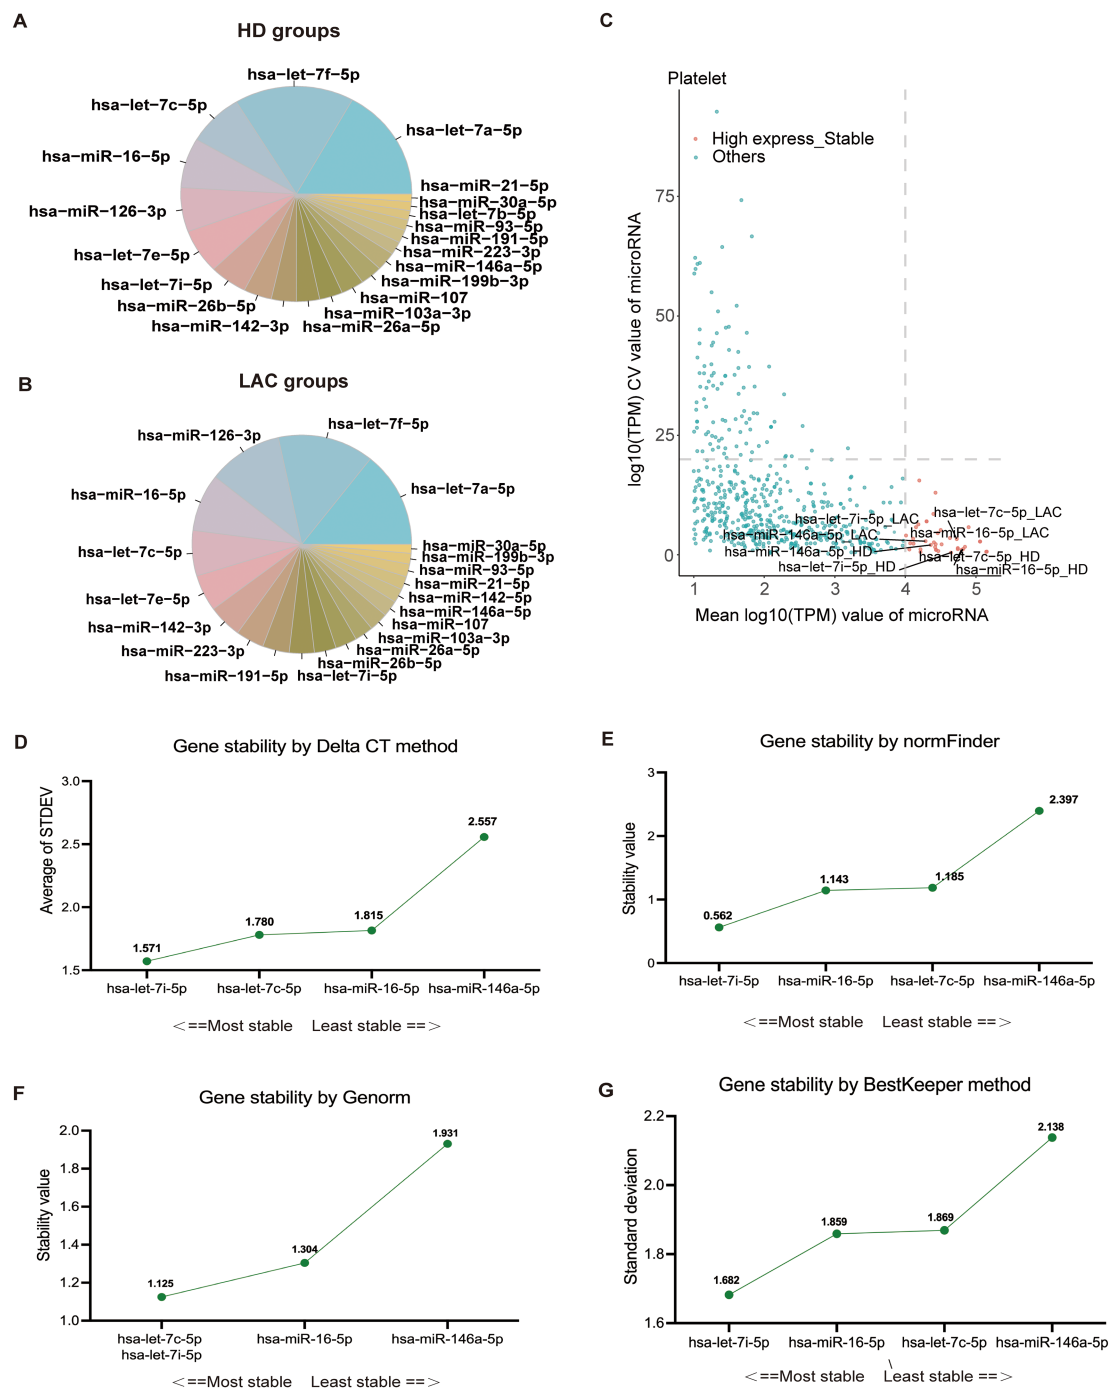 A
HD groups
hsa−let−7f−5p
hsa−let−7c−5p
hsa−let−7a−5p
hsa−miR−16−5p
hsa−miR−21−5p
hsa−miR−30a−5p
hsa−miR−126−3p
hsa−let−7b−5p
hsa−miR−93−5p
hsa−miR−191−5p
hsa−let−7e−5p
hsa−miR−223−3p
hsa−miR−146a−5p
hsa−let−7i−5p
hsa−miR−199b−3p
hsa−miR−26b−5p
hsa−miR−107
hsa−miR−103a−3p
hsa−miR−142−3p
hsa−miR−26a−5p
B
LAC groups
hsa−let−7f−5p
hsa−miR−126−3p
hsa−let−7a−5p
hsa−miR−16−5p
hsa−let−7c−5p
hsa−miR−30a−5p
hsa−miR−199b−3p
hsa−miR−93−5p
hsa−miR−21−5p
hsa−let−7e−5p
hsa−miR−142−5p
hsa−miR−146a−5p
hsa−miR−142−3p
hsa−miR−107
hsa−miR−103a−3p
hsa−miR−223−3p
hsa−miR−26a−5p
hsa−miR−26b−5p
hsa−miR−191−5p
hsa−let−7i−5p
C
Platelet
High express_Stable
Others
log10(TPM) CV value of microRNA
75
50
25
0
hsa−let−7c−5p_LAC
hsa−let−7i−5p_LAC
hsa−miR−16−5p_LAC
hsa−miR−146a−5p_LAC
hsa−miR−146a−5p_HD
hsa−let−7c−5p_HD
hsa−let−7i−5p_HD
hsa−miR−16−5p_HD
1 2 3 4 5
Mean log10(TPM) value of microRNA
D
Gene stability by Delta CT method
Average of STDEV
3.0
2.5
2.0
1.5
1.571
1.780
1.815
2.557
hsa-let-7i-5p hsa-let-7c-5p hsa-miR-16-5p hsa-miR-146a-5p
<==Most stable Least stable ==>
E
Gene stability by normFinder
Stability value
3
2
1
0
0.562
1.143
1.185
2.397
hsa-let-7i-5p hsa-miR-16-5p hsa-let-7c-5p hsa-miR-146a-5p
<==Most stable Least stable ==>
F
Gene stability by Genorm
Stability value
2.0
1.8
1.6
1.4
1.2
1.0
1.125
1.304
1.931
hsa-let-7c-5p hsa-miR-16-5p hsa-miR-146a-5p
hsa-let-7i-5p
<==Most stable Least stable ==>
G
Gene stability by BestKeeper method
Standard deviation
2.2
2.0
1.8
1.6
1.682
1.859
1.869
2.138
hsa-let-7i-5p hsa-miR-16-5p hsa-let-7c-5p hsa-miR-146a-5p
\
<==Most stable Least stable ==>